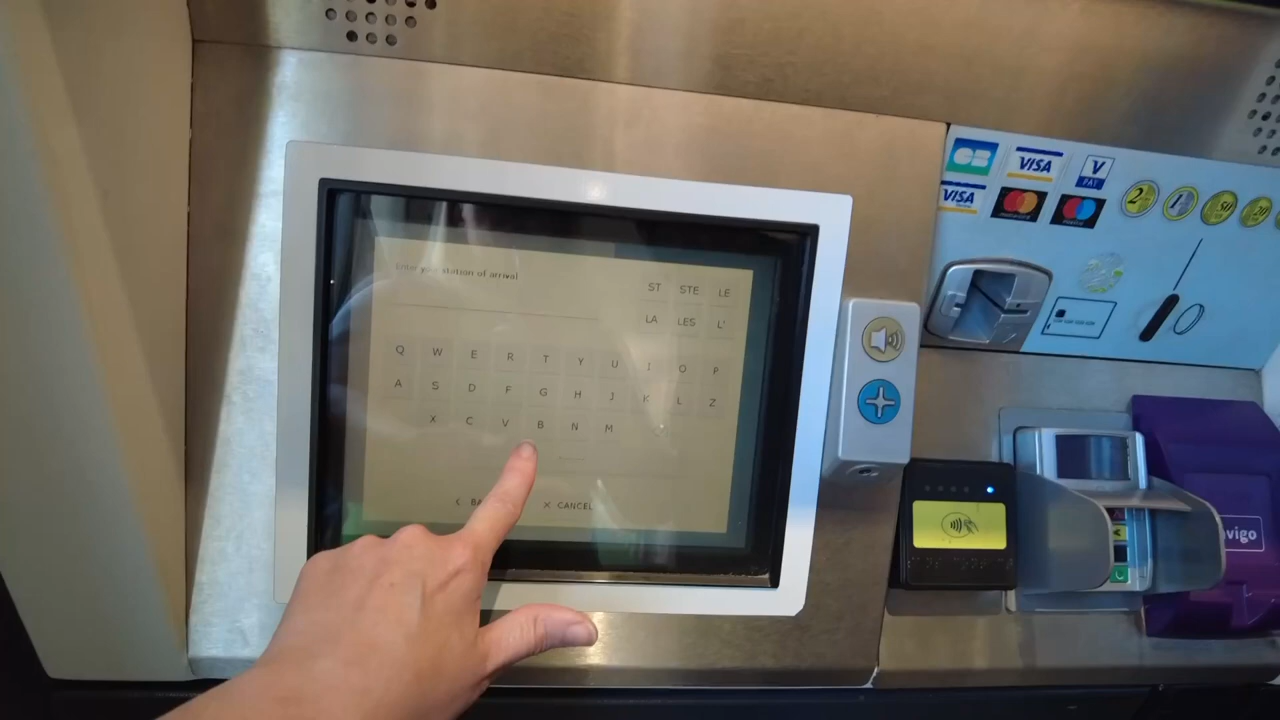 Enter your station of arrival
ST STE LE
LA LES L'
Q W E R T Y U I O P
A S D F G H J K L Z
X C V B N M
CANCEL
CB VISA V PAY
VISA
2 1 50 20